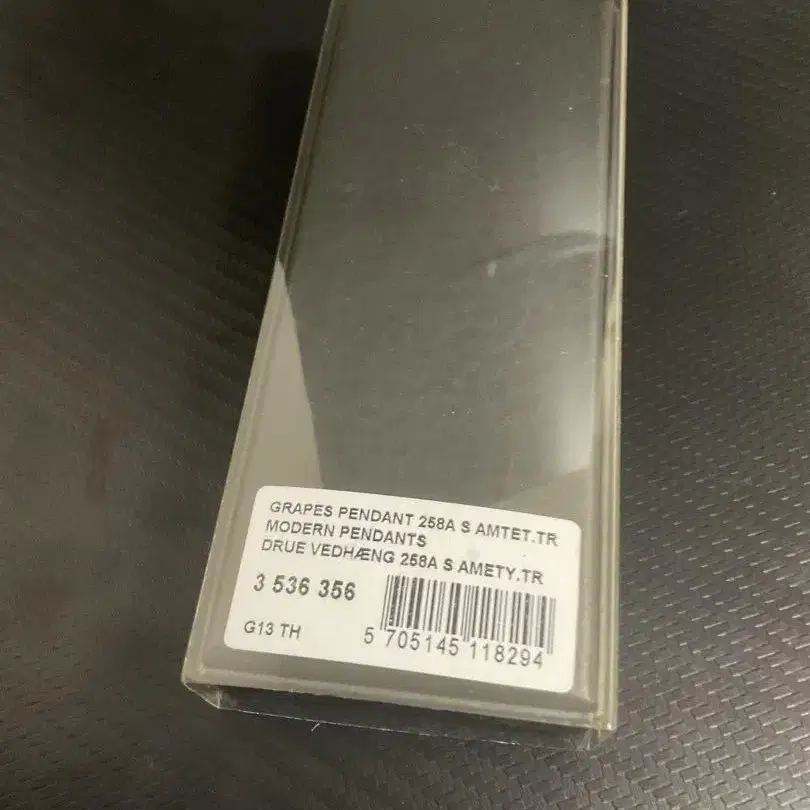 GRAPES PENDANT 258A S AMTET.TR
MODERN PENDANTS
DRUE VEDHÆNG 258A S AMETY.TR
3 536 356
G13 TH
5 705145 118294